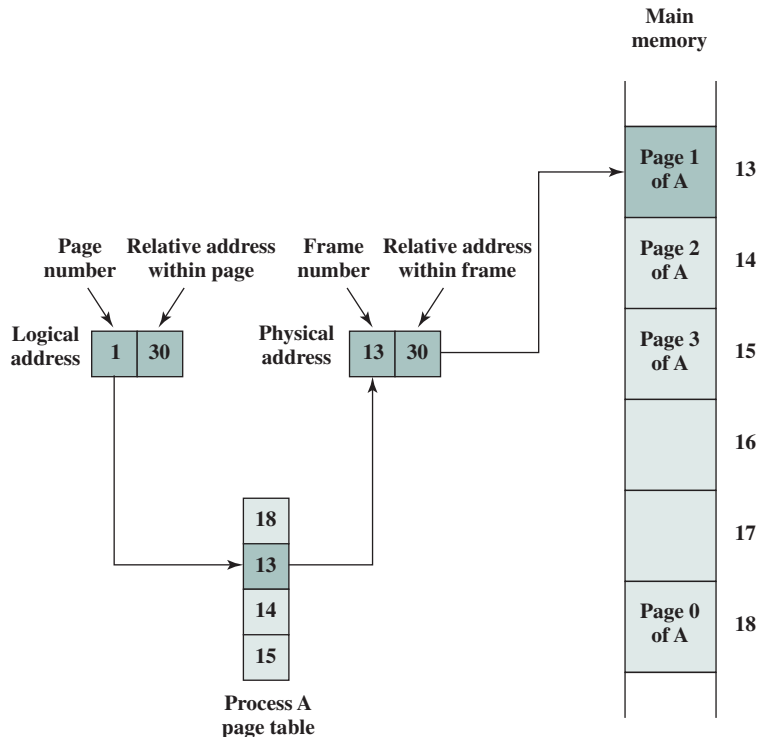 Main
memory
Page 1
of A
13
Page 2
of A
14
Page 3
of A
15
16
17
Page 0
of A
18
Page
number
Relative address
within page
Frame
number
Relative address
within frame
Logical
address
1
30
Physical
address
13
30
18
13
14
15
Process A
page table